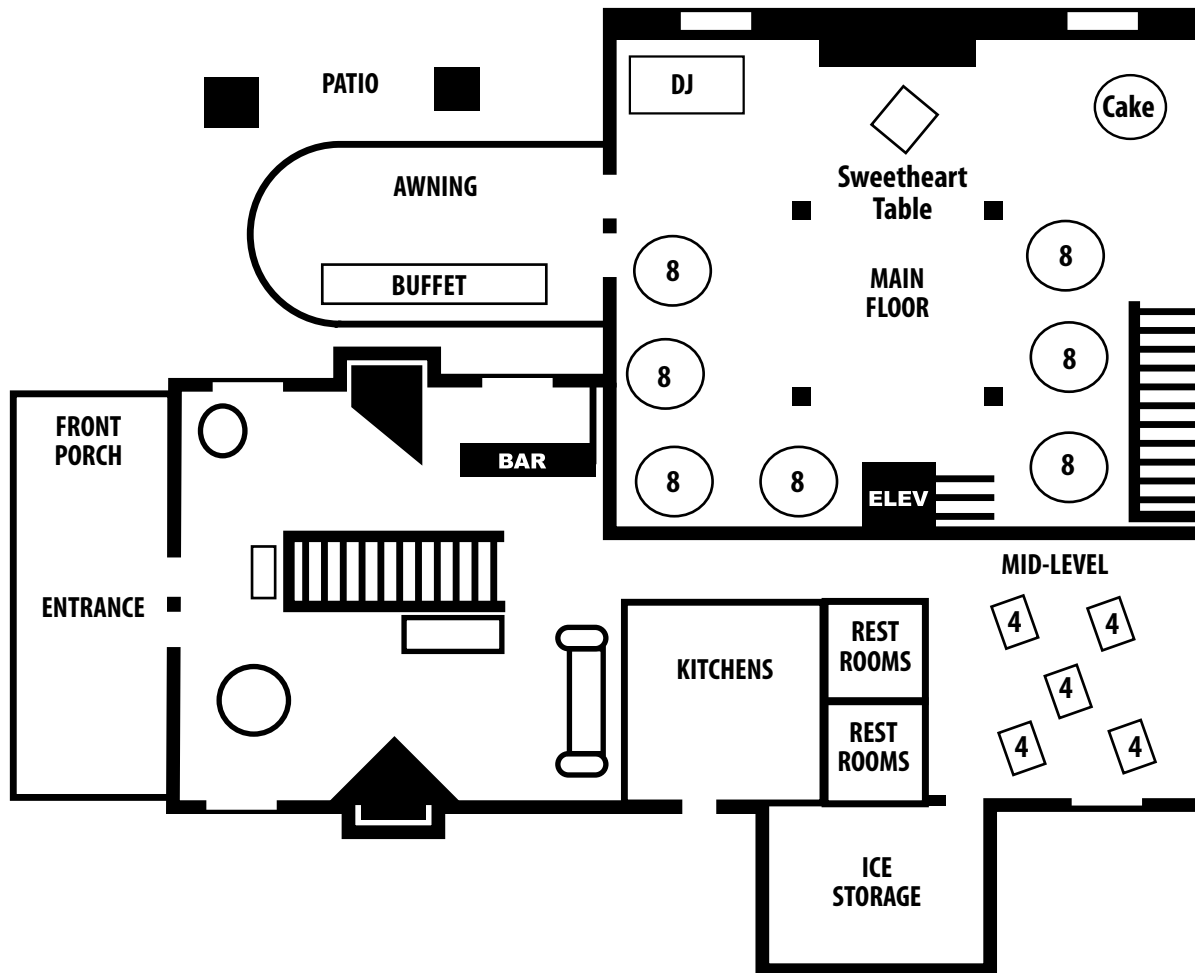 PATIO
DJ
Cake
AWNING
Sweetheart
Table
8
8
BUFFET
MAIN
FLOOR
8
8
FRONT
PORCH
BAR
8
8
8
ELEV
MID-LEVEL
ENTRANCE
REST
ROOMS
4
4
KITCHENS
4
REST
ROOMS
4
4
ICE
STORAGE